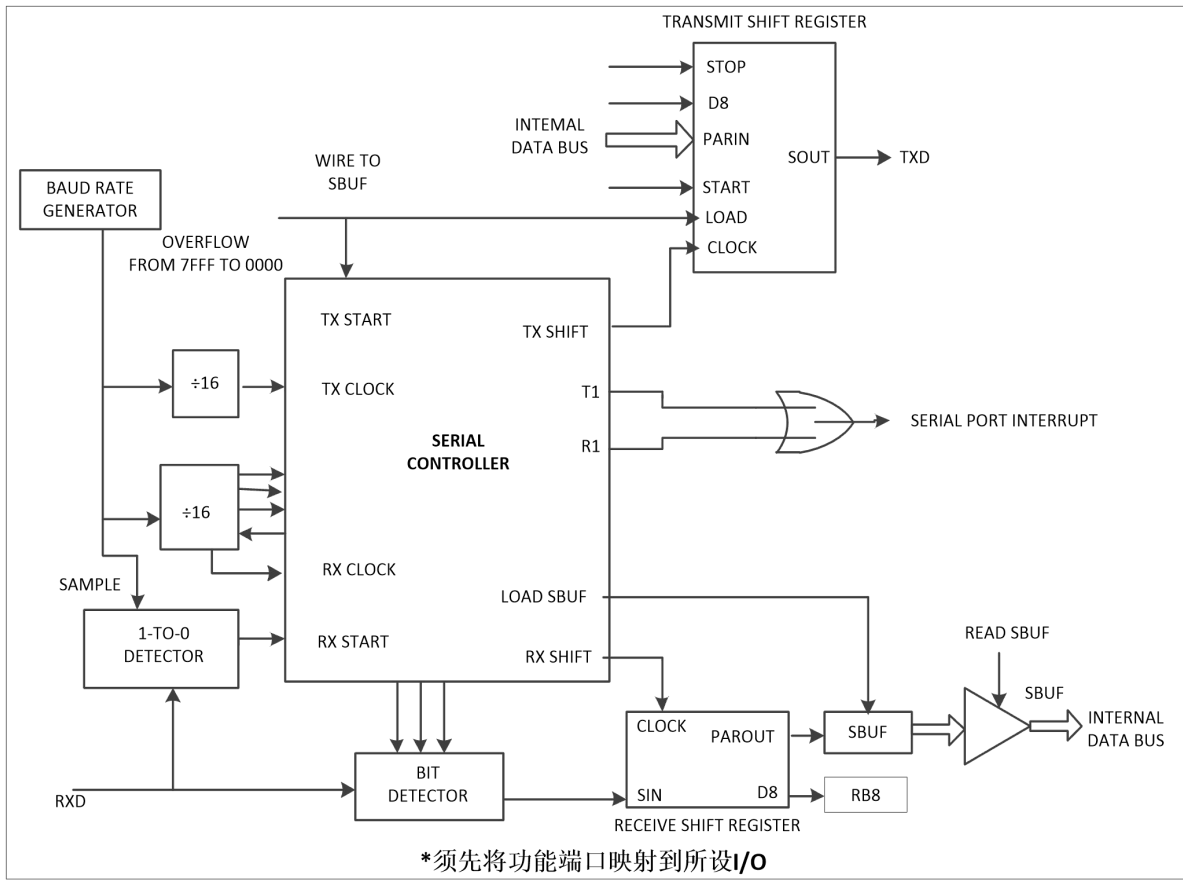 TRANSMIT SHIFT REGISTER
STOP
D8
INTEMAL
DATA BUS
PARIN
SOUT
TXD
WIRE TO
SBUF
START
BAUD RATE
GENERATOR
LOAD
OVERFLOW
FROM 7FFF TO 0000
CLOCK
TX START
TX SHIFT
÷16
TX CLOCK
T1
SERIAL PORT INTERRUPT
SERIAL
CONTROLLER
R1
÷16
RX CLOCK
SAMPLE
LOAD SBUF
1-TO-0
DETECTOR
RX START
RX SHIFT
READ SBUF
SBUF
CLOCK
PAROUT
SBUF
INTERNAL
DATA BUS
BIT
DETECTOR
RXD
SIN
D8
RB8
RECEIVE SHIFT REGISTER
*须先将功能端口映射到所设I/O